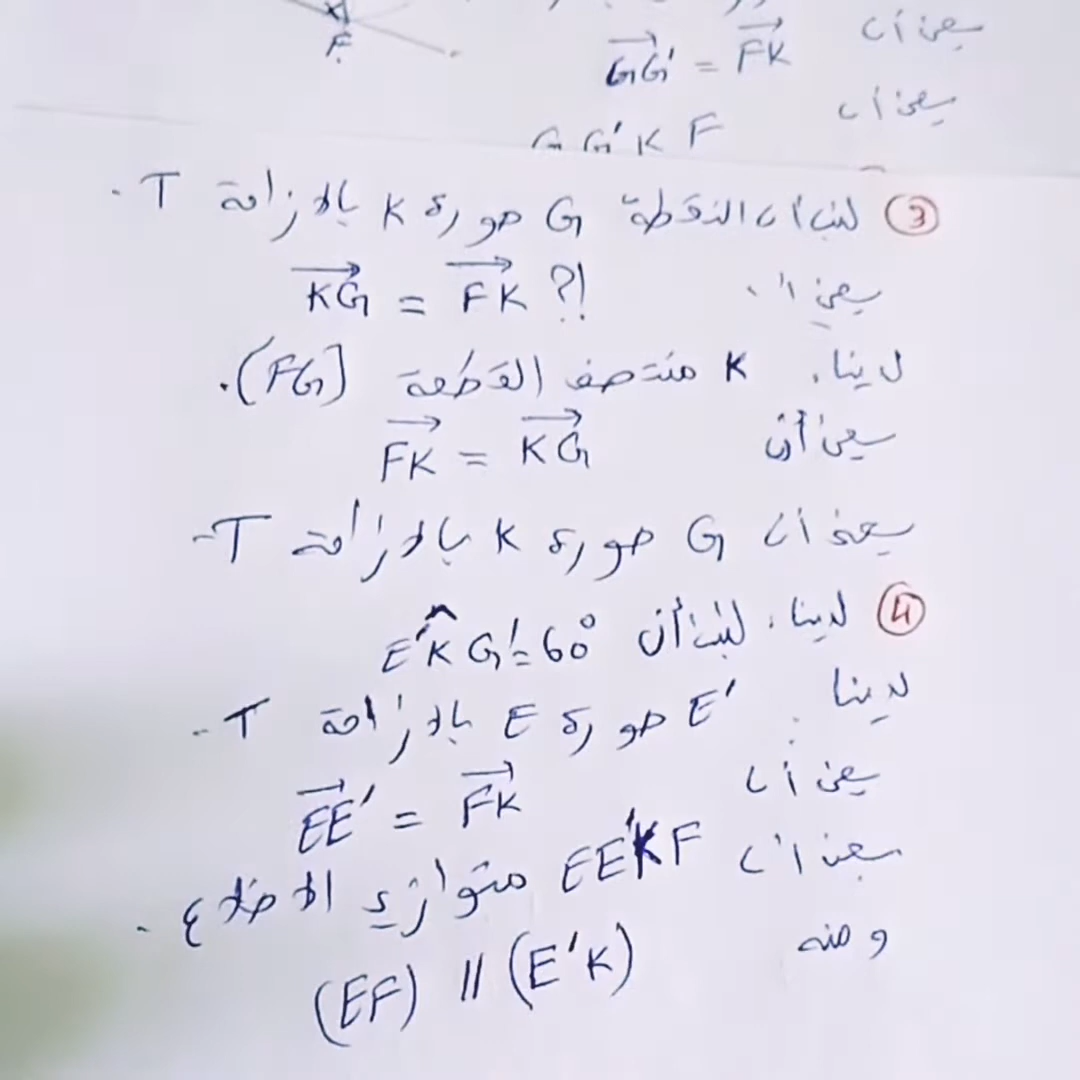 F
يعني أن GG' = FK
يعني أن
G G' K F
③ لنبين أن النقطة G صورة K بالإزاحة T.
يعني أن KG = FK ?!
لدينا. K منتصف القطعة [FG].
يعني أن FK = KG
يعني أن G صورة K بالإزاحة T-
④ لدينا. لنبين أن E'KG'=60°
لدينا E' صورة E بالإزاحة T-
يعني أن EE' = FK
يعني أن EE'KF متوازي الأضلاع.
ومنه (EF) // (E'K)